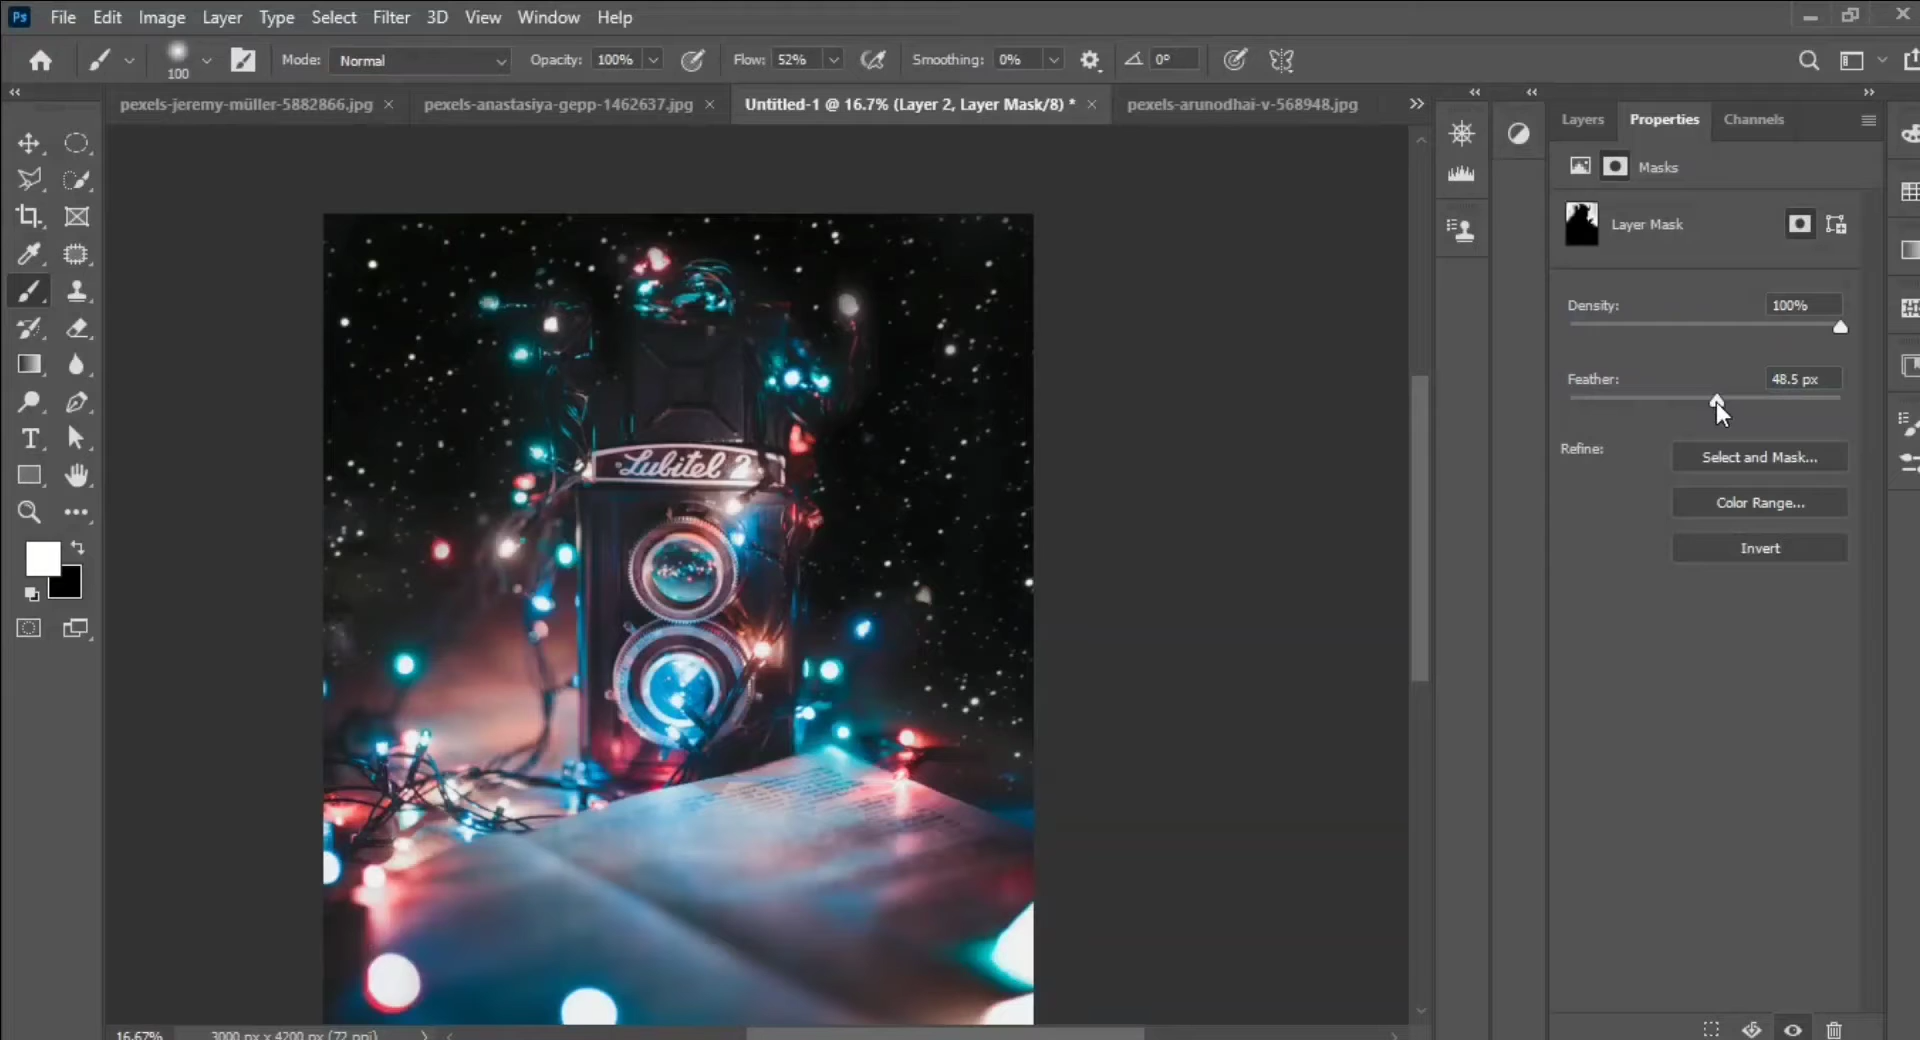 Ps File Edit Image Layer Type Select Filter 3D View Window Help
100 Mode: Normal Opacity: 100% Flow: 52% Smoothing: 0% 0°
pexels-jeremy-müller-5882866.jpg × pexels-anastasiya-gepp-1462637.jpg × Untitled-1 @ 16.7% (Layer 2, Layer Mask/8) * × pexels-arunodhai-v-568948.jpg
Layers Properties Channels
Masks
Layer Mask
Density: 100%
Feather: 48.5 px
Refine: Select and Mask...
Color Range...
Invert
Lubitel 2
16.67% 3000 px x 4200 px (72 ppi)